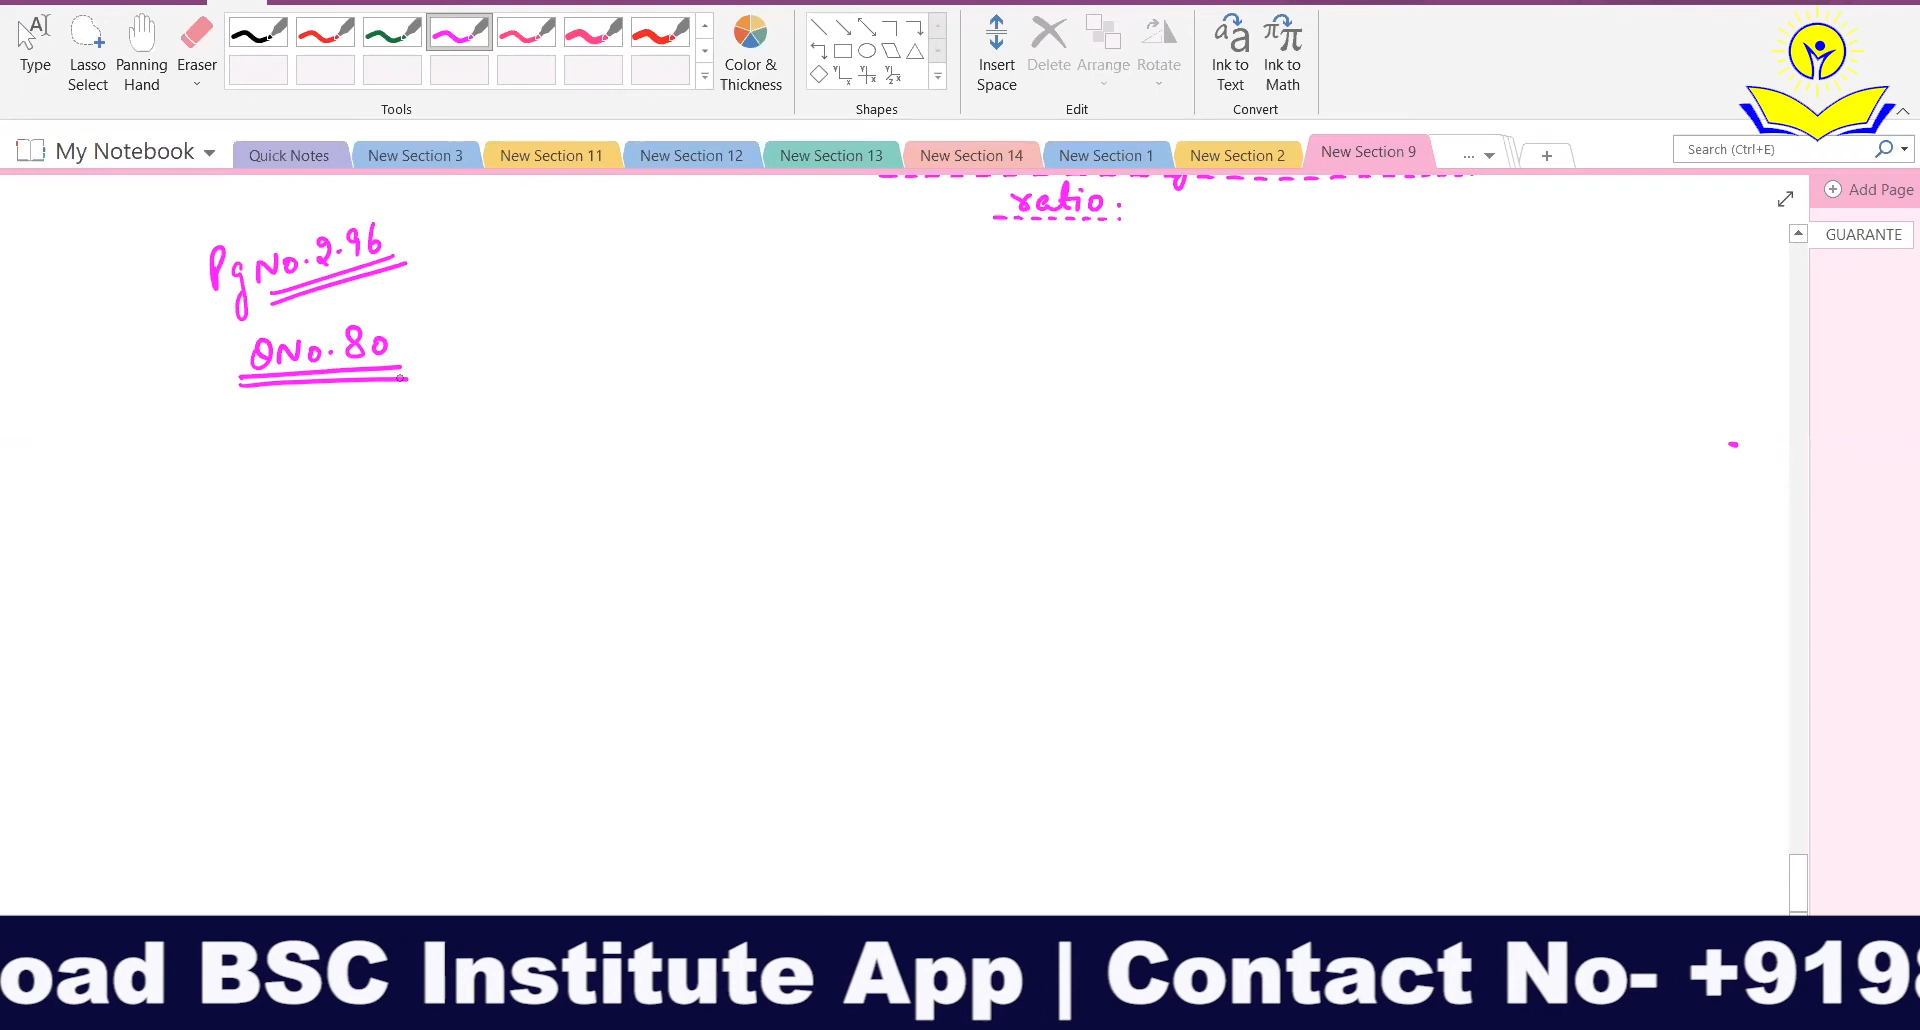 Type
Lasso Select
Panning Hand
Eraser
Color & Thickness
Insert Space
Delete
Arrange
Rotate
Ink to Text
Ink to Math
Tools
Shapes
Edit
Convert
My Notebook
Quick Notes
New Section 3
New Section 11
New Section 12
New Section 13
New Section 14
New Section 1
New Section 2
New Section 9
...
Search (Ctrl+E)
Add Page
GUARANTE
ratio.
Pg No. 2.96
QNo. 80
oad BSC Institute App | Contact No- +919